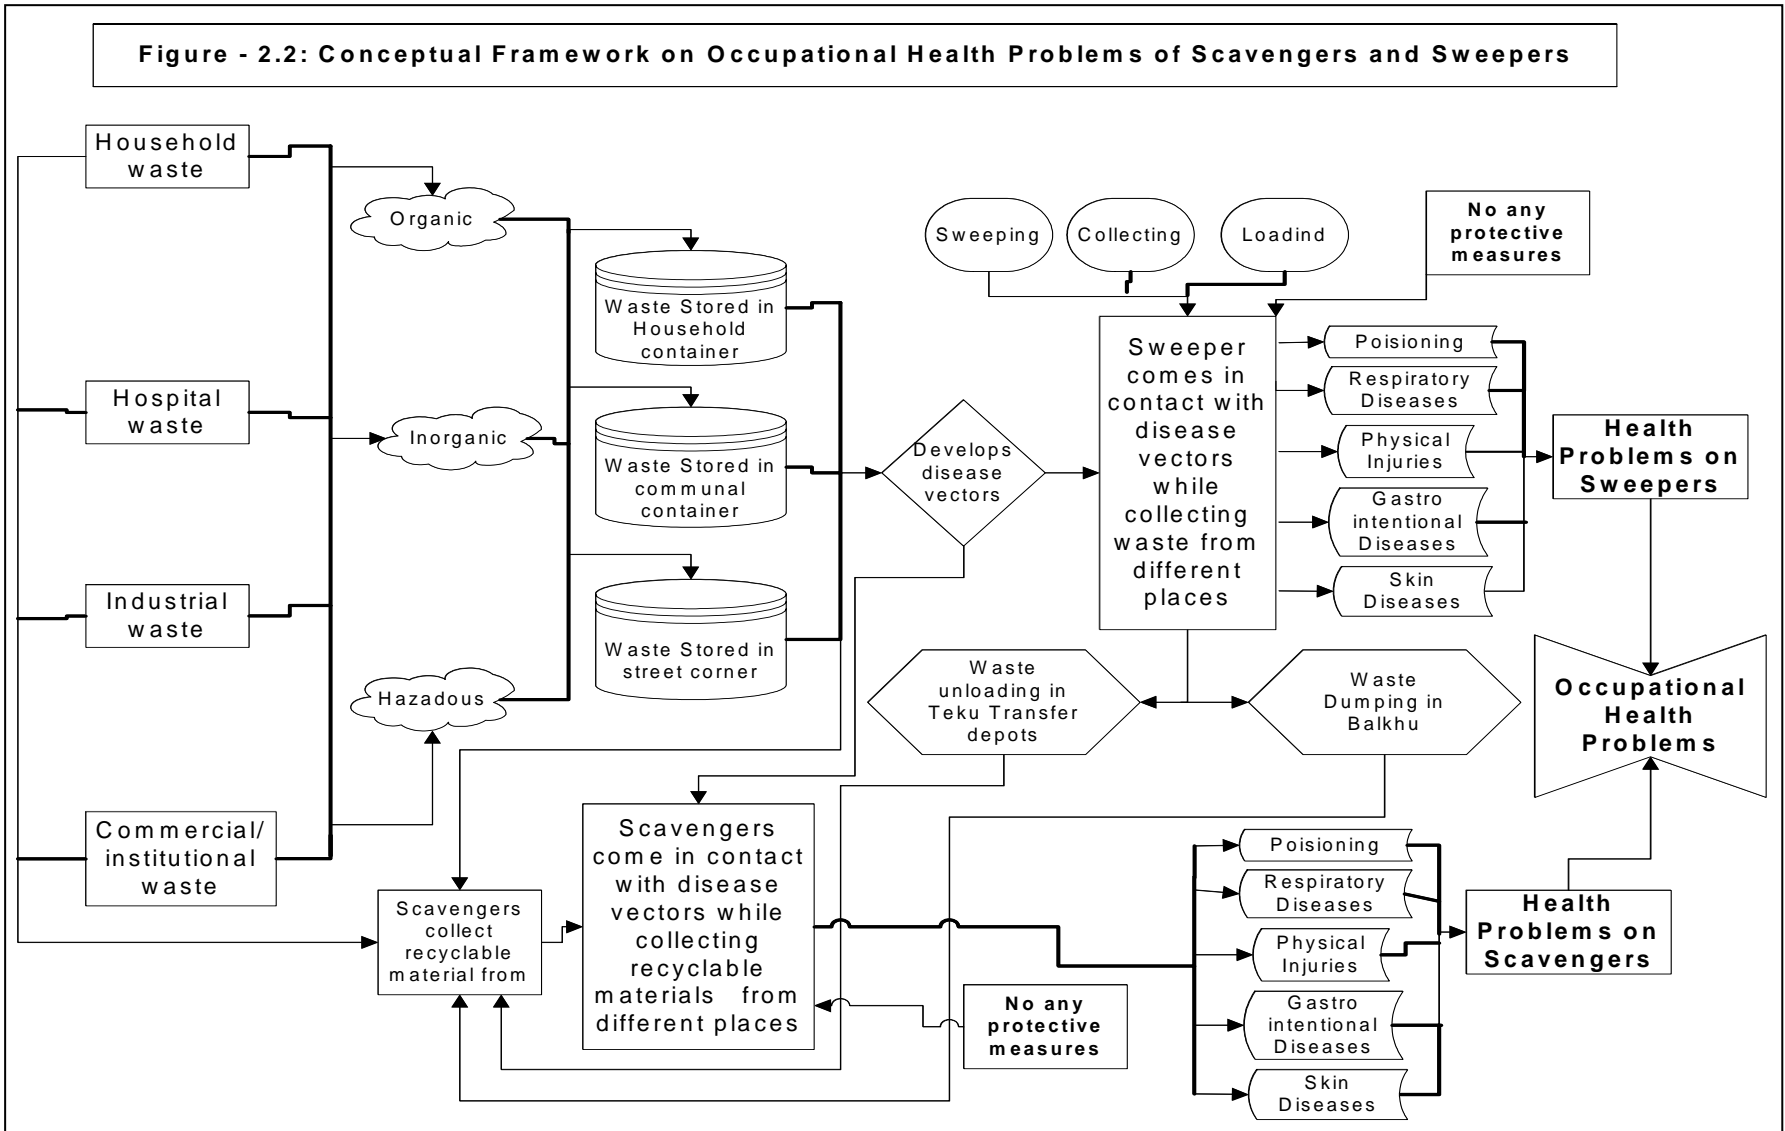 Figure - 2.2: Conceptual Framework on Occupational Health Problems of Scavengers and Sweepers
Household
waste
Hospital
waste
Industrial
waste
Commercial/
institutional
waste
Organic
Inorganic
Hazadous
Waste Stored in
Household
container
Waste Stored in
communal
container
Waste Stored in
street corner
Develops
disease
vectors
Sweeping
Collecting
Loadind
No any
protective
measures
Sweeper
comes in
contact with
disease
vectors
while
collecting
waste from
different
places
Poisioning
Respiratory
Diseases
Physical
Injuries
Gastro
intentional
Diseases
Skin
Diseases
Health
Problems on
Sweepers
Waste
unloading in
Teku Transfer
depots
Waste
Dumping in
Balkhu
Occupational
Health
Problems
Scavengers
collect
recyclable
material from
Scavengers
come in contact
with disease
vectors while
collecting
recyclable
materials from
different places
No any
protective
measures
Poisioning
Respiratory
Diseases
Physical
Injuries
Gastro
intentional
Diseases
Skin
Diseases
Health
Problems on
Scavengers